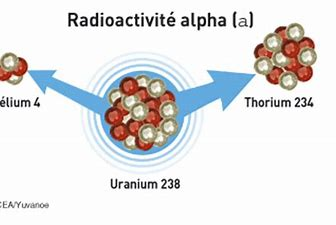 Radioactivité alpha (a)
élium 4
Thorium 234
Uranium 238
CEA/Yuvanoe